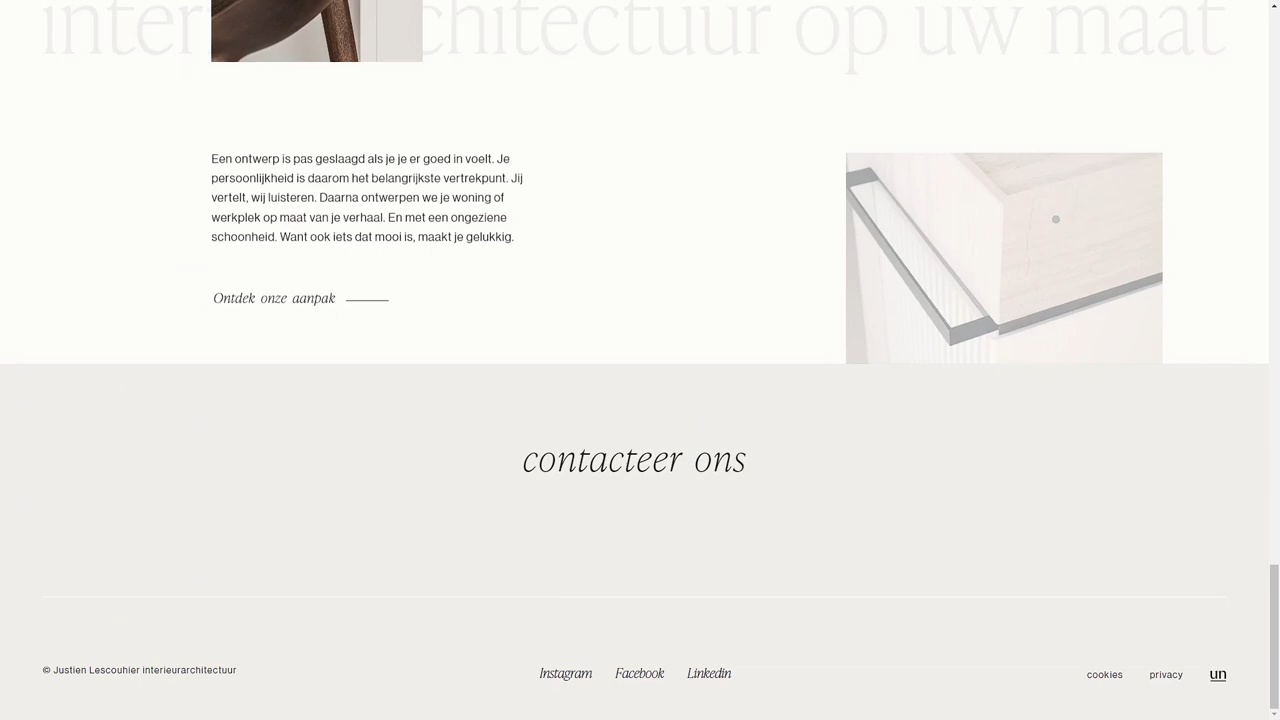 inter chitectuur op uw maat
Een ontwerp is pas geslaagd als je je er goed in voelt. Je
persoonlijkheid is daarom het belangrijkste vertrekpunt. Jij
vertelt, wij luisteren. Daarna ontwerpen we je woning of
werkplek op maat van je verhaal. En met een ongeziene
schoonheid. Want ook iets dat mooi is, maakt je gelukkig.
Ontdek onze aanpak
contacteer ons
© Justien Lescouhier interieurarchitectuur
Instagram Facebook Linkedin
cookies privacy un